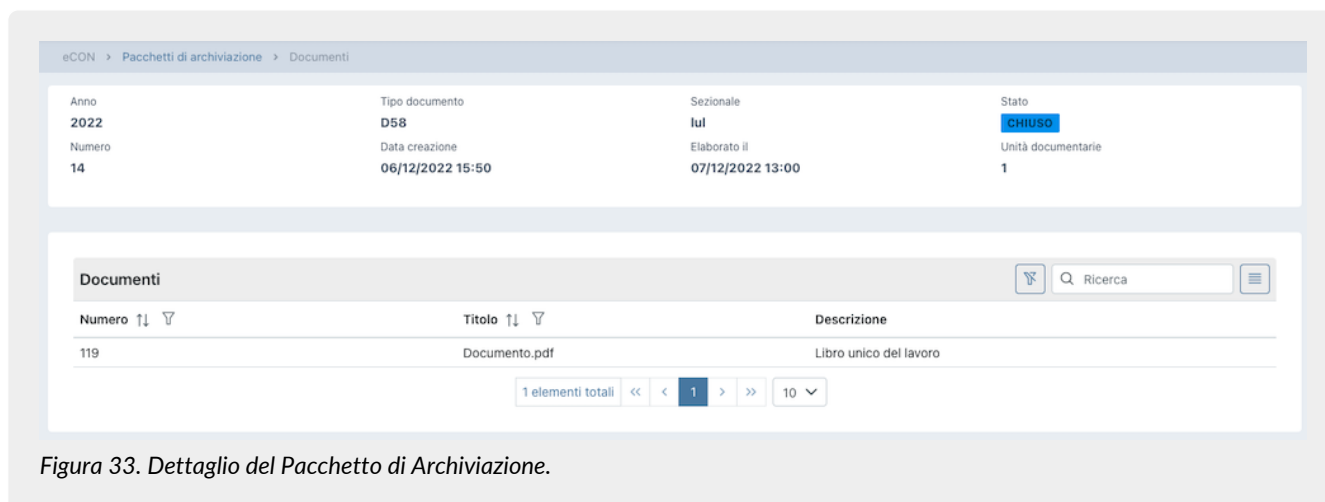 eCON > Pacchetti di archiviazione > Documenti
Anno Tipo documento Sezionale Stato
2022 D58 lul CHIUSO
Numero Data creazione Elaborato il Unità documentarie
14 06/12/2022 15:50 07/12/2022 13:00 1
Documenti Ricerca
Numero Titolo Descrizione
119 Documento.pdf Libro unico del lavoro
1 elementi totali << < 1 > >> 10
Figura 33. Dettaglio del Pacchetto di Archiviazione.